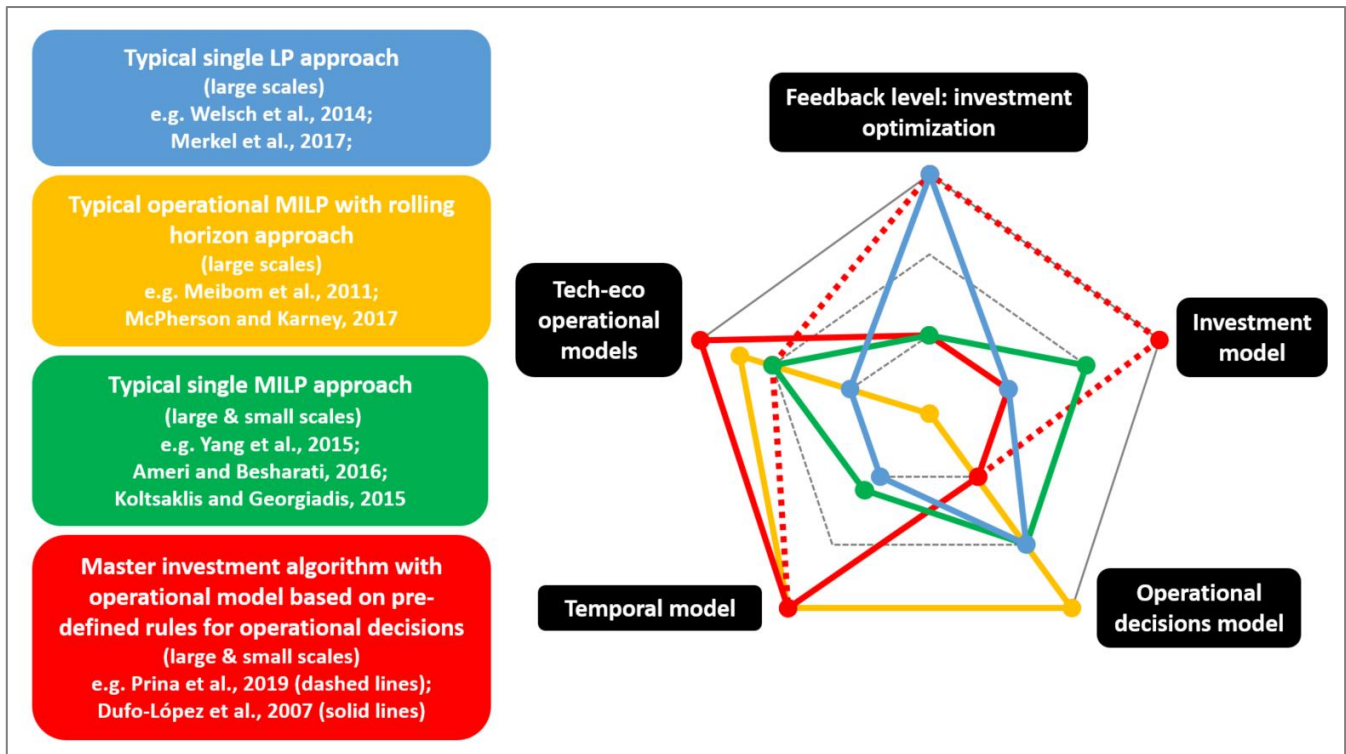 Typical single LP approach
(large scales)
e.g. Welsch et al., 2014;
Merkel et al., 2017;
Typical operational MILP with rolling
horizon approach
(large scales)
e.g. Meibom et al., 2011;
McPherson and Karney, 2017
Typical single MILP approach
(large & small scales)
e.g. Yang et al., 2015;
Ameri and Besharati, 2016;
Koltsaklis and Georgiadis, 2015
Master investment algorithm with
operational model based on pre-
defined rules for operational decisions
(large & small scales)
e.g. Prina et al., 2019 (dashed lines);
Dufo-López et al., 2007 (solid lines)
Feedback level: investment
optimization
Tech-eco
operational
models
Investment
model
Temporal model
Operational
decisions model